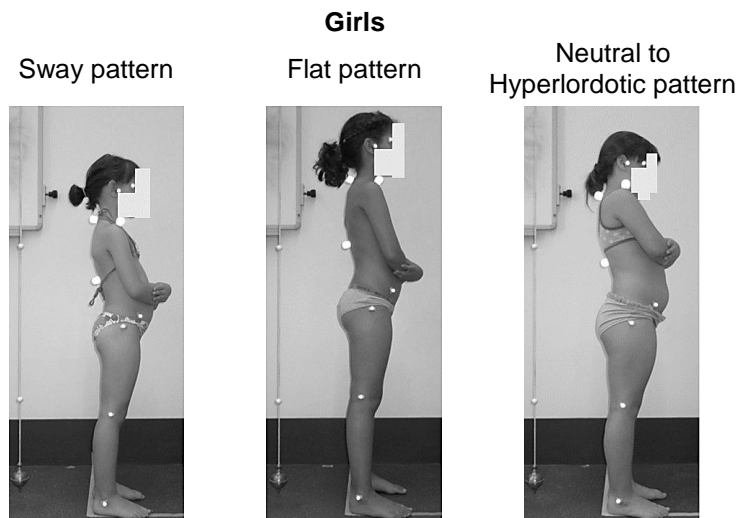 Girls
Sway pattern
Flat pattern
Neutral to
Hyperlordotic pattern